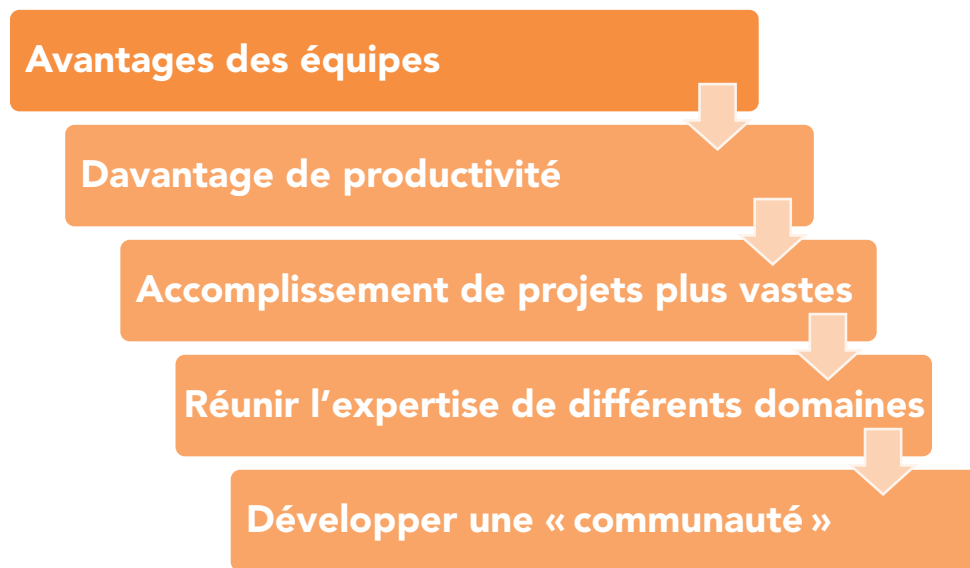 Avantages des équipes
Davantage de productivité
Accomplissement de projets plus vastes
Réunir l’expertise de différents domaines
Développer une « communauté »